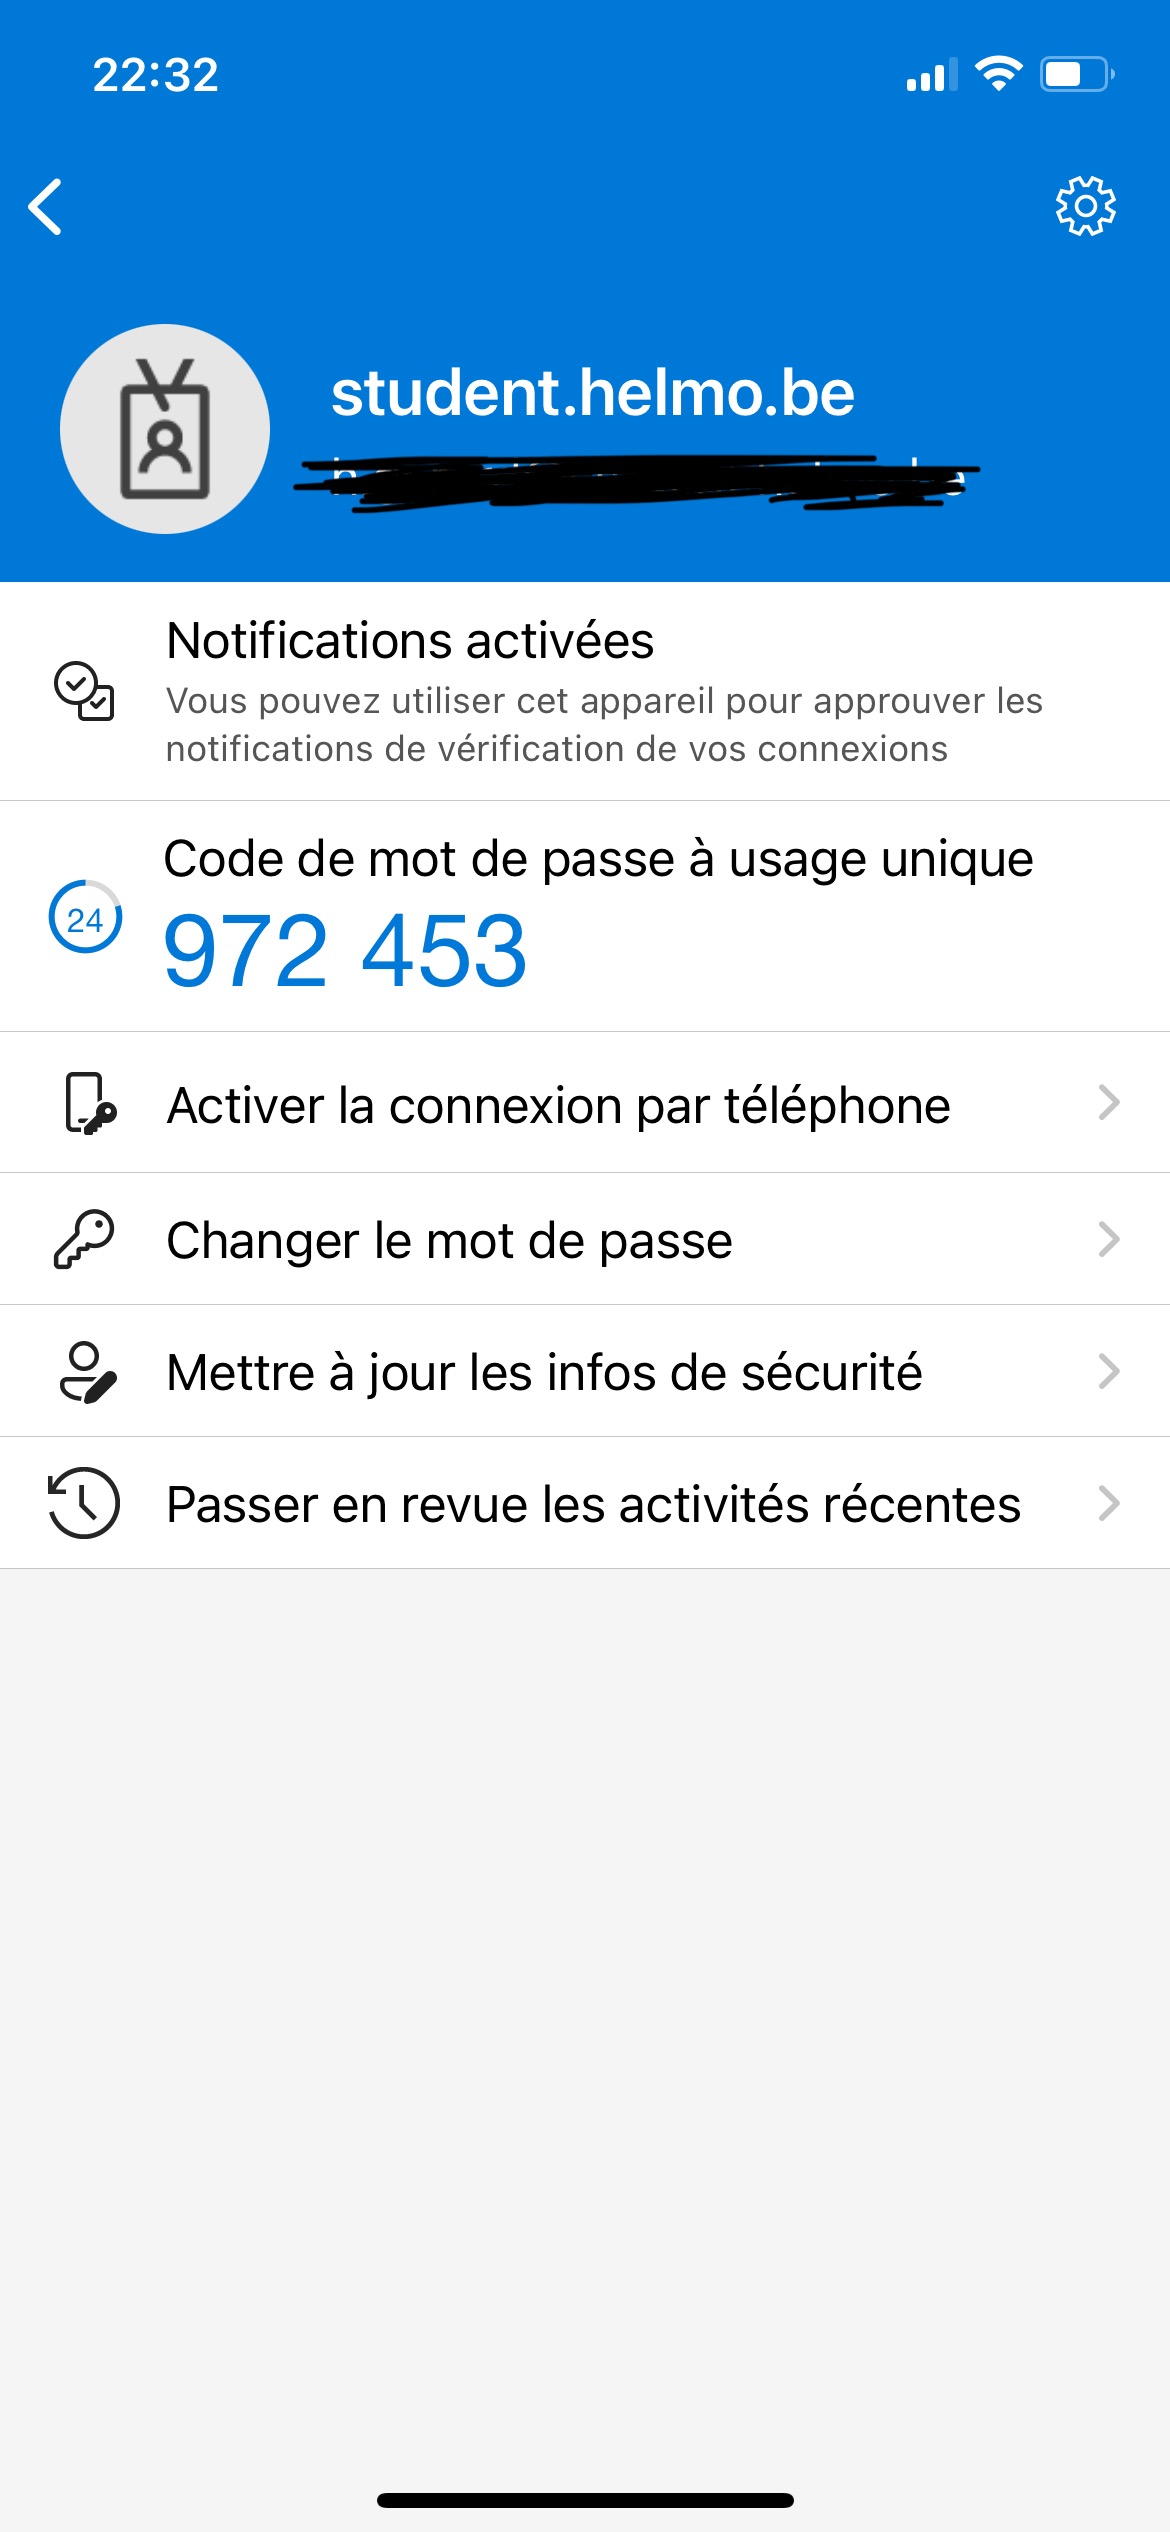 22:32
student.helmo.be
Notifications activées
Vous pouvez utiliser cet appareil pour approuver les
notifications de vérification de vos connexions
Code de mot de passe à usage unique
24
972 453
Activer la connexion par téléphone
Changer le mot de passe
Mettre à jour les infos de sécurité
Passer en revue les activités récentes